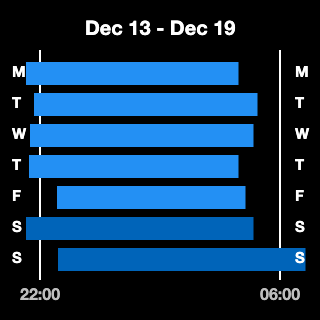 Dec 13 - Dec 19
M M
T T
W W
T T
F F
S S
S S
22:00 06:00